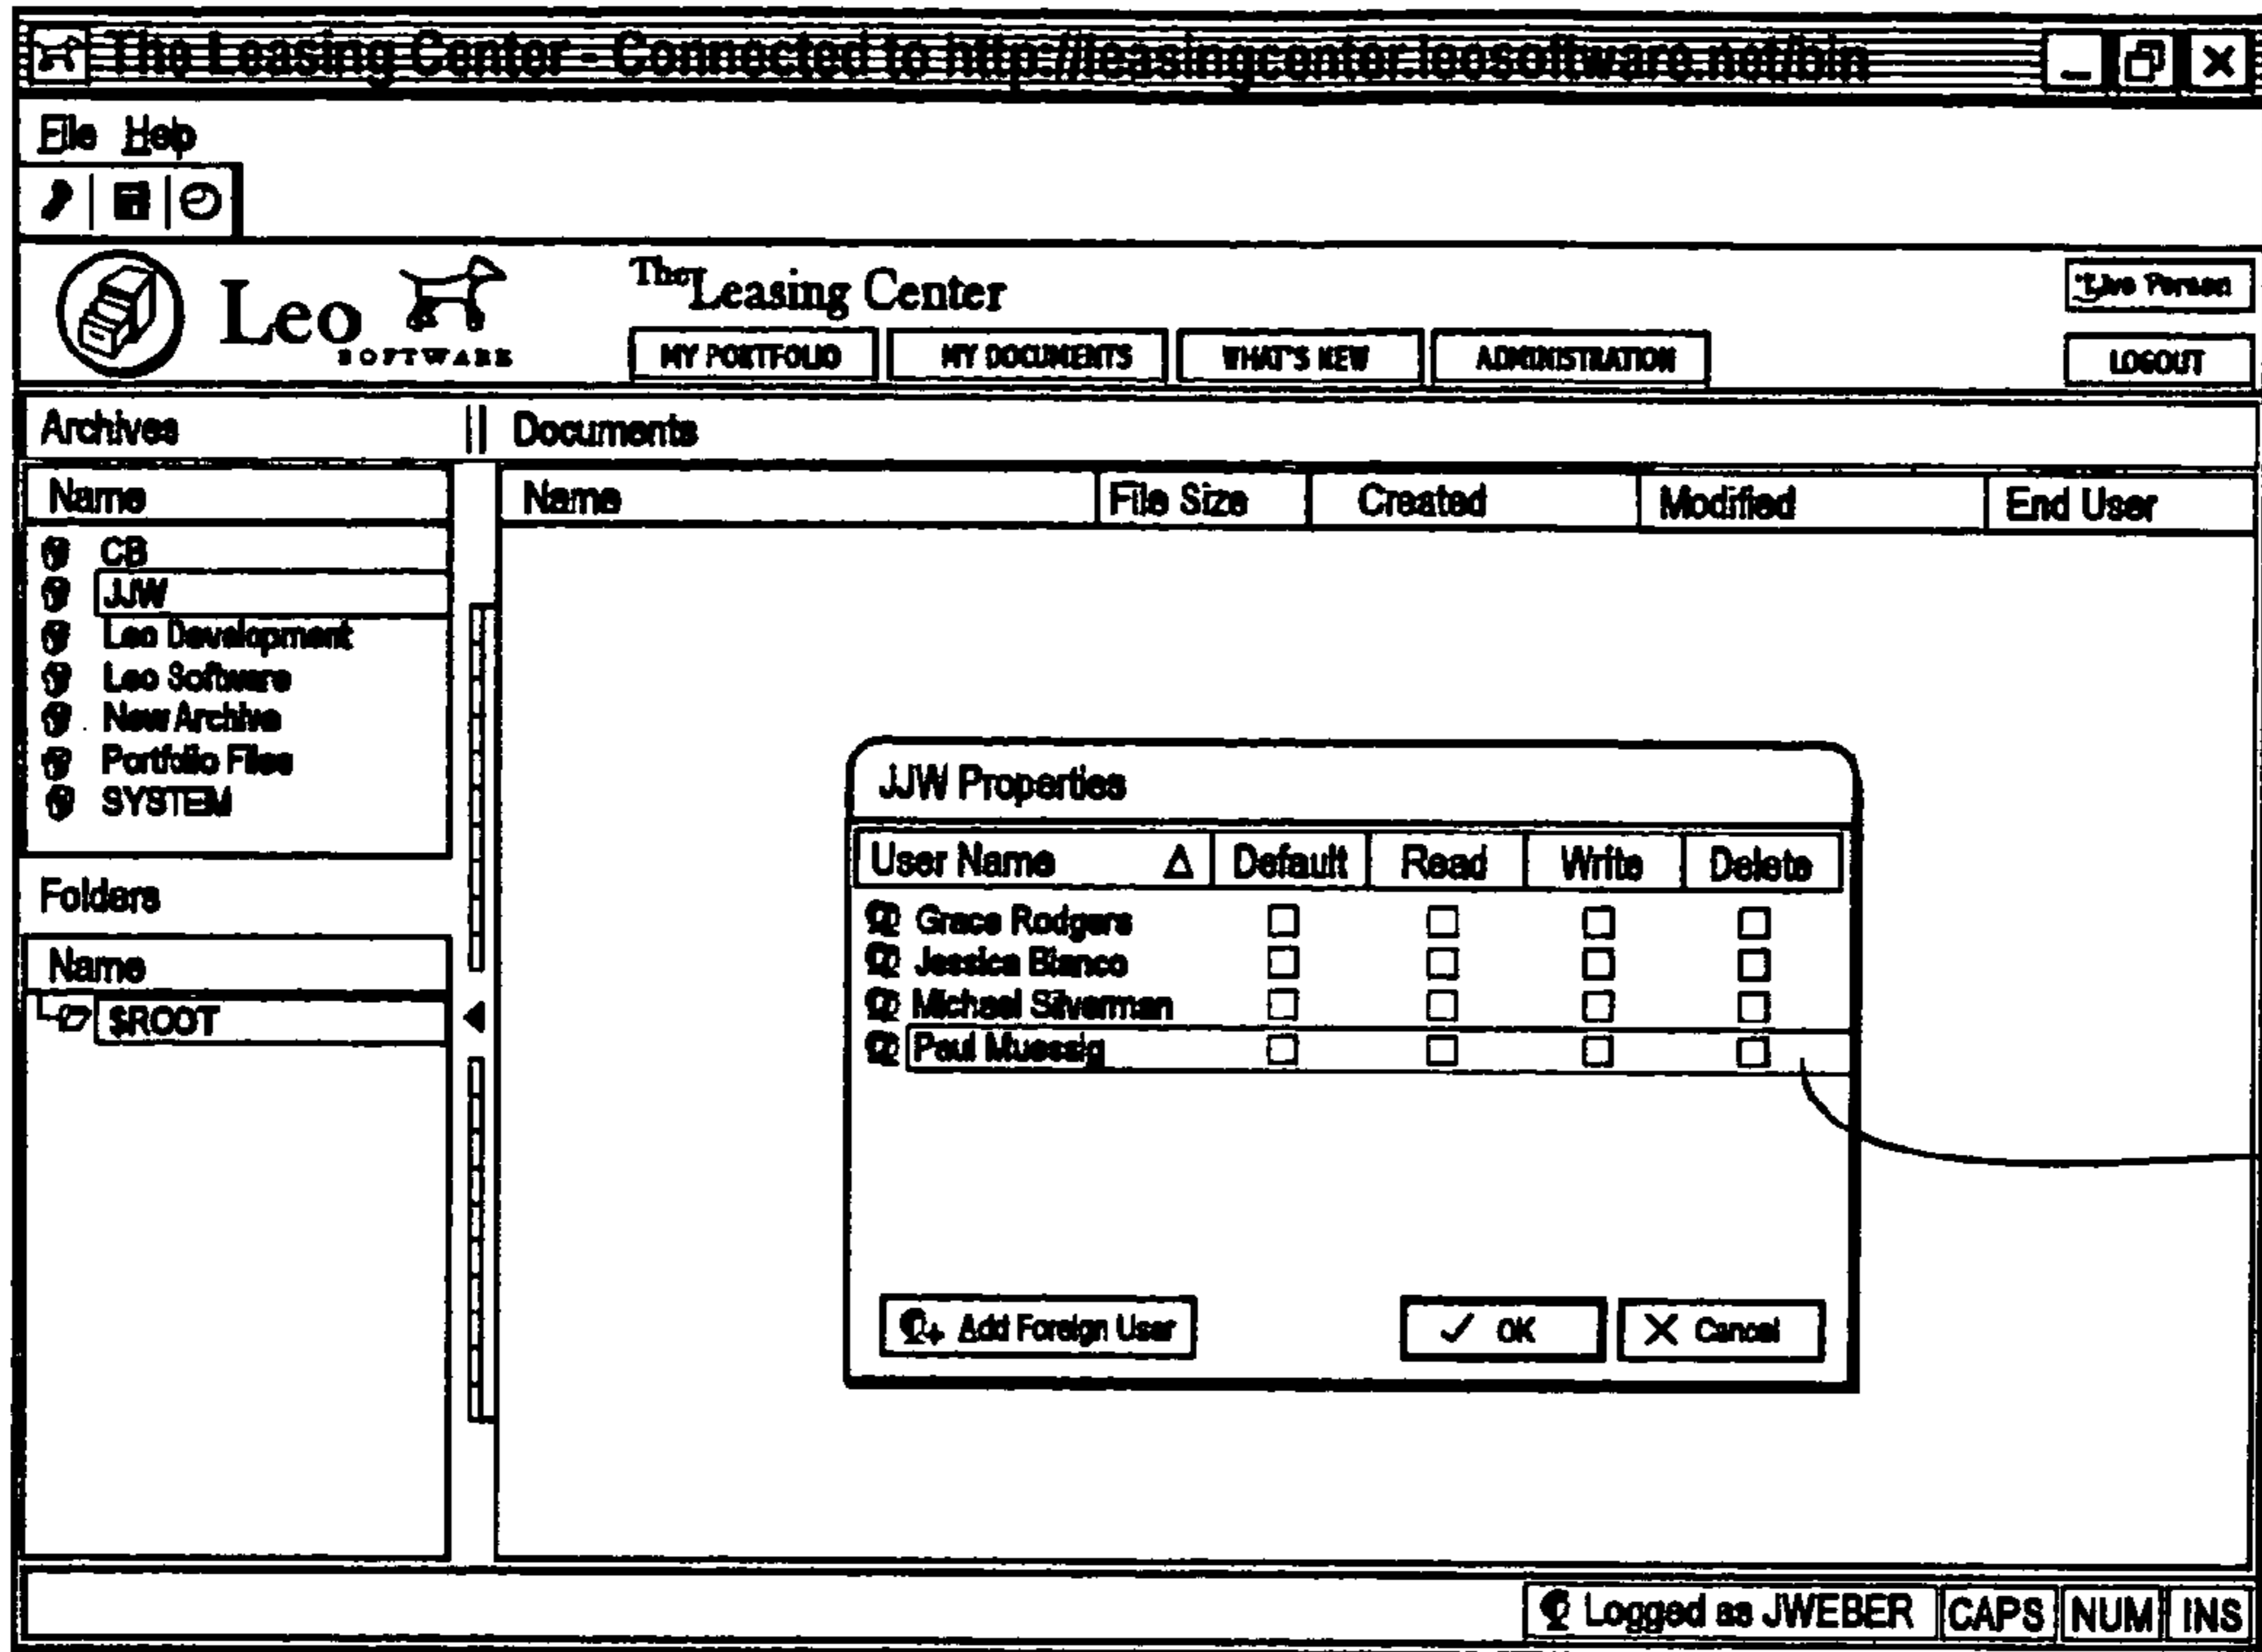 The Leasing Center - Connected to http://leasingcenter.leosoftware.net/bin
File Help
Leo SOFTWARE
The Leasing Center
Live Person
MY PORTFOLIO MY DOCUMENTS WHAT'S NEW ADMINISTRATION LOGOUT
Archives Documents
Name Name File Size Created Modified End User
CB
JJW
Leo Development
Leo Software
New Archive
Portfolio Files
SYSTEM
Folders
Name
$ROOT
JJW Properties
User Name Default Read Write Delete
Grace Rodgers
Jessica Bianco
Michael Silverman
Paul Muessig
Add Foreign User OK Cancel
Logged as JWEBER CAPS NUM INS